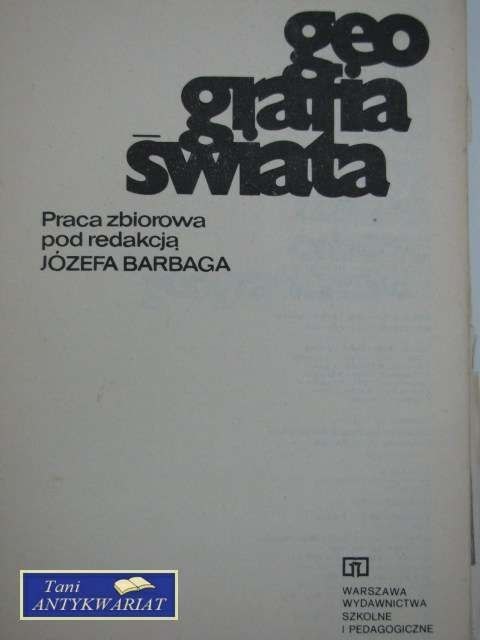 geo
grafia
świata
Praca zbiorowa
pod redakcją
JÓZEFA BARBAGA
WARSZAWA
WYDAWNICTWA
SZKOLNE
I PEDAGOGICZNE
Tani
ANTYKWARIAT